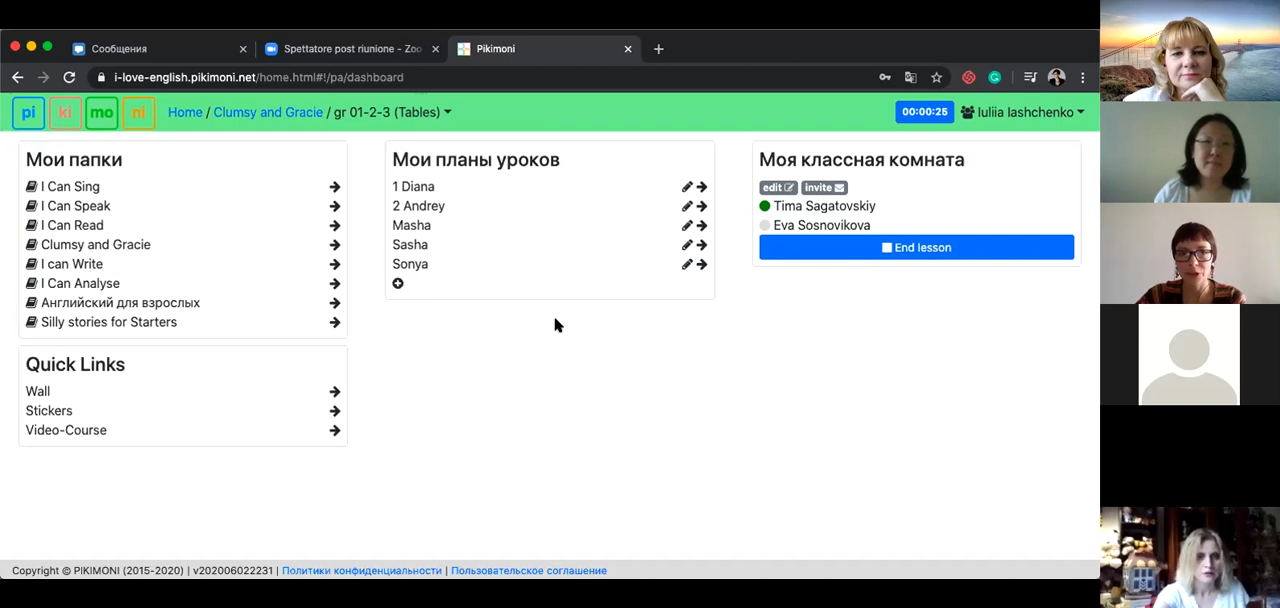 Сообщения
Spettatore post riunione - Zoo
Pikimoni
i-love-english.pikimoni.net/home.html#!/pa/dashboard
pi ki mo ni
Home / Clumsy and Gracie / gr 01-2-3 (Tables)
00:00:25
Iuliia Iashchenko
Мои папки
I Can Sing
I Can Speak
I Can Read
Clumsy and Gracie
I can Write
I Can Analyse
Английский для взрослых
Silly stories for Starters
Quick Links
Wall
Stickers
Video-Course
Мои планы уроков
1 Diana
2 Andrey
Masha
Sasha
Sonya
Моя классная комната
edit invite
Tima Sagatovskiy
Eva Sosnovikova
End lesson
Copyright © PIKIMONI (2015-2020) | v202006022231 | Политики конфиденциальности | Пользовательское соглашение